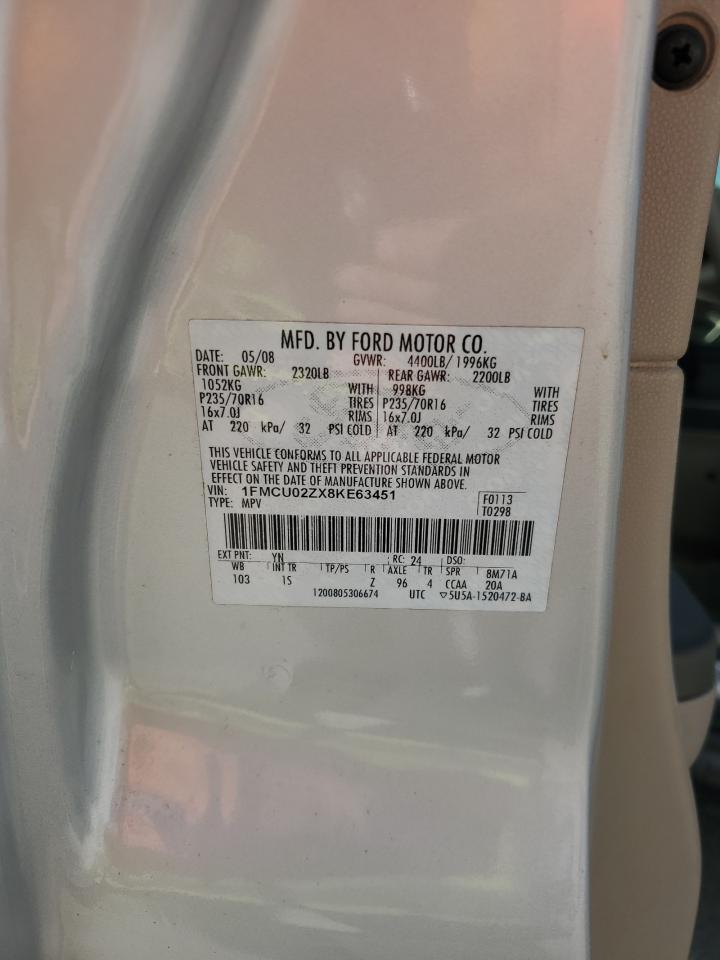 MFD. BY FORD MOTOR CO.
DATE: 05/08 GVWR: 4400LB/1996KG
FRONT GAWR: 2320LB REAR GAWR: 2200LB
1052KG WITH 998KG WITH
P235/70R16 TIRES P235/70R16 TIRES
16x7.0J RIMS 16x7.0J RIMS
AT 220 kPa/ 32 PSI COLD AT 220 kPa/ 32 PSI COLD
THIS VEHICLE CONFORMS TO ALL APPLICABLE FEDERAL MOTOR
VEHICLE SAFETY AND THEFT PREVENTION STANDARDS IN
EFFECT ON THE DATE OF MANUFACTURE SHOWN ABOVE.
VIN: 1FMCU02ZX8KE63451 F0113
TYPE: MPV T0298
EXT PNT: YN RC: 24 DSO:
WB INT TR TP/PS R AXLE TR SPR 8M71A
103 IS Z 96 4 CCAA 20A
1200805306674 UTC ▽5U5A-1520472-BA